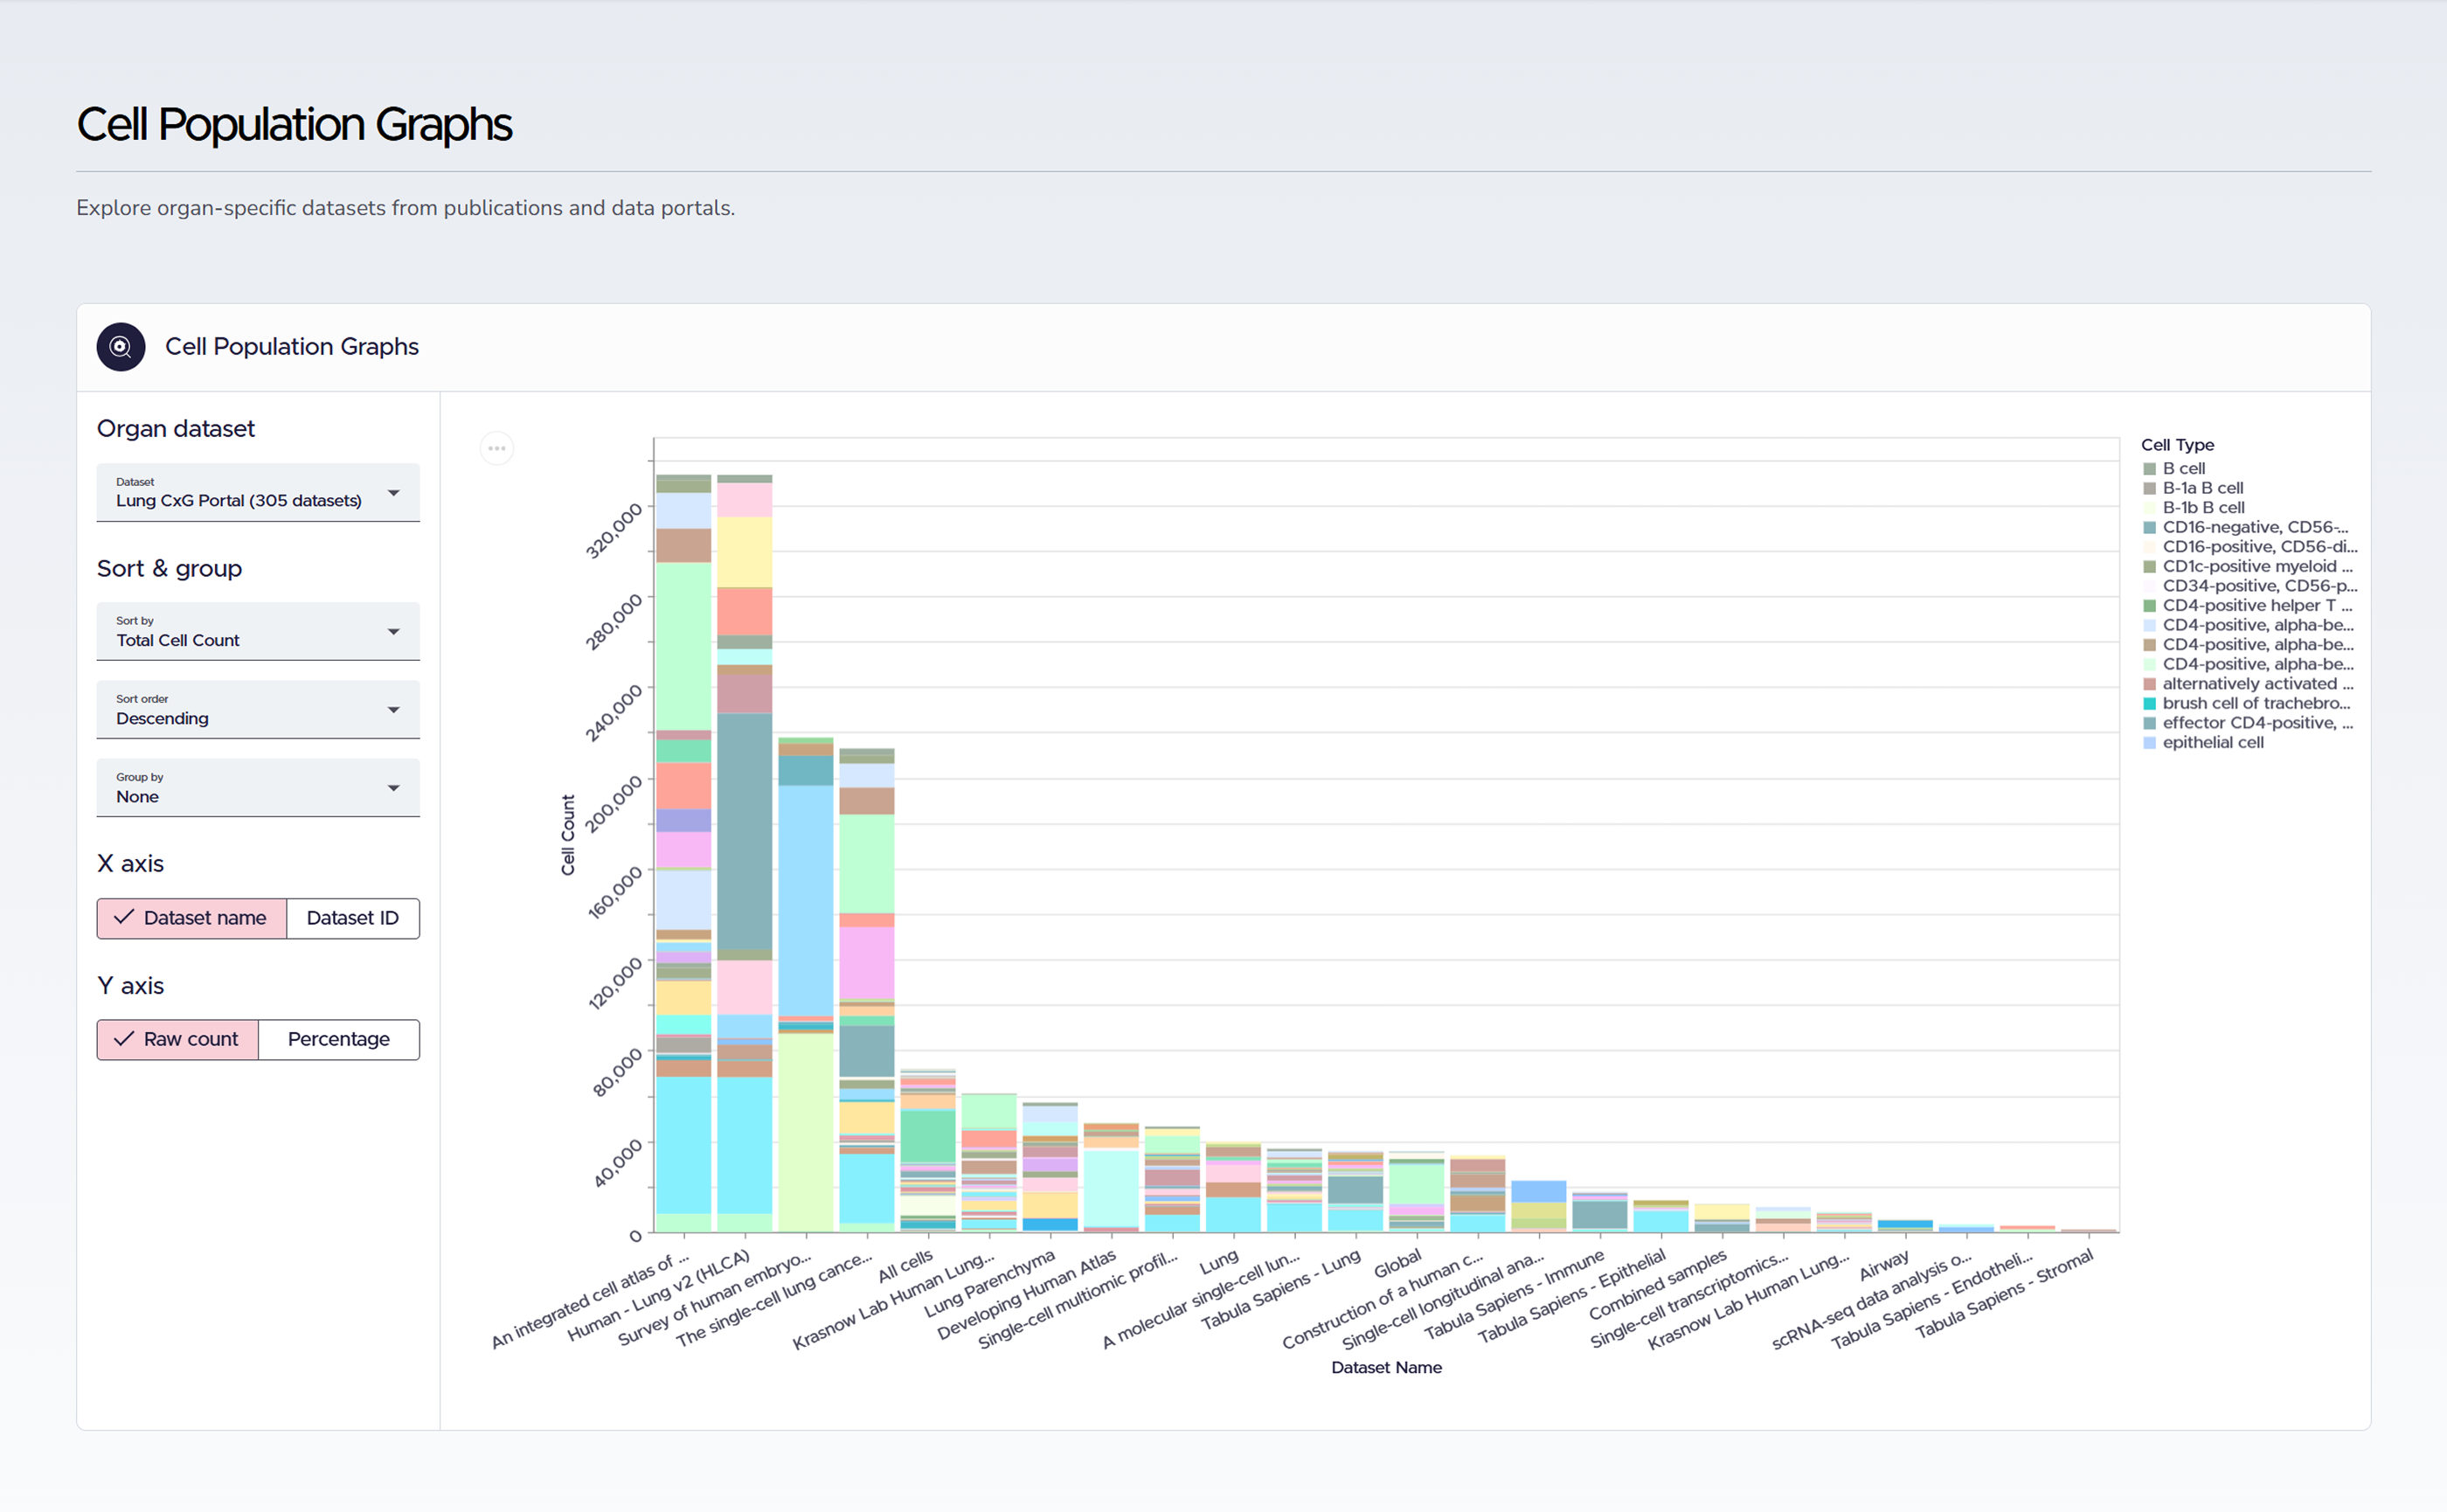 Cell Population Graphs
Explore organ-specific datasets from publications and data portals.
Cell Population Graphs
Organ dataset
Dataset
Lung CxG Portal (305 datasets)
Sort & group
Sort by
Total Cell Count
Sort order
Descending
Group by
None
X axis
Dataset name
Dataset ID
Y axis
Raw count
Percentage
Cell Count
320,000
280,000
240,000
200,000
160,000
120,000
80,000
40,000
0
An integrated cell atlas of ...
Human - Lung v2 (HLCA)
Survey of human embryo...
The single-cell lung cance...
All cells
Krasnow Lab Human Lung...
Lung Parenchyma
Developing Human Atlas
Single-cell multiomic profil...
Lung
A molecular single-cell lun...
Tabula Sapiens - Lung
Global
Construction of a human c...
Single-cell longitudinal ana...
Tabula Sapiens - Immune
Tabula Sapiens - Epithelial
Combined samples
Single-cell transcriptomics...
Krasnow Lab Human Lung...
Airway
scRNA-seq data analysis o...
Tabula Sapiens - Endotheli...
Tabula Sapiens - Stromal
Dataset Name
Cell Type
B cell
B-1a B cell
B-1b B cell
CD16-negative, CD56-...
CD16-positive, CD56-di...
CD1c-positive myeloid ...
CD34-positive, CD56-p...
CD4-positive helper T ...
CD4-positive, alpha-be...
CD4-positive, alpha-be...
CD4-positive, alpha-be...
alternatively activated ...
brush cell of trachebro...
effector CD4-positive, ...
epithelial cell